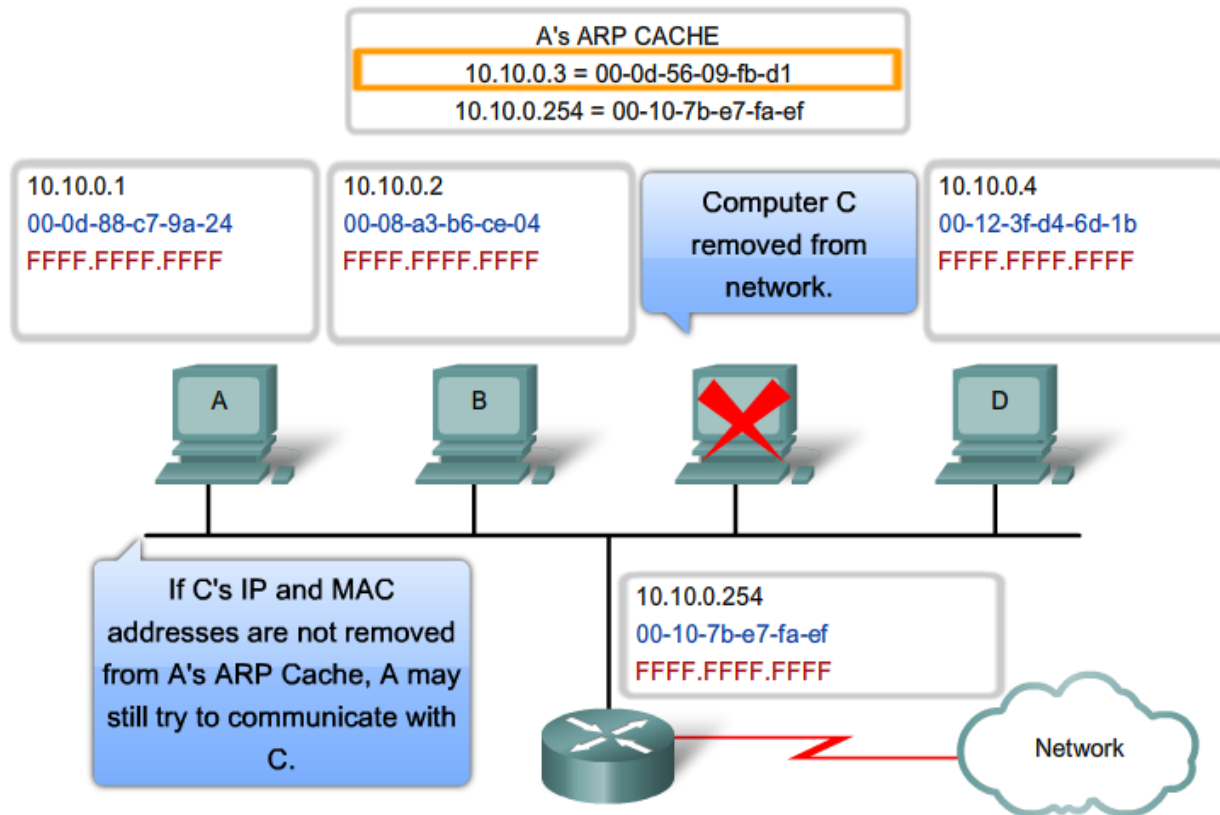 A's ARP CACHE
10.10.0.3 = 00-0d-56-09-fb-d1
10.10.0.254 = 00-10-7b-e7-fa-ef
10.10.0.1
00-0d-88-c7-9a-24
FFFF.FFFF.FFFF
10.10.0.2
00-08-a3-b6-ce-04
FFFF.FFFF.FFFF
Computer C
removed from
network.
10.10.0.4
00-12-3f-d4-6d-1b
FFFF.FFFF.FFFF
A
B
D
If C's IP and MAC
addresses are not removed
from A's ARP Cache, A may
still try to communicate with
C.
10.10.0.254
00-10-7b-e7-fa-ef
FFFF.FFFF.FFFF
Network